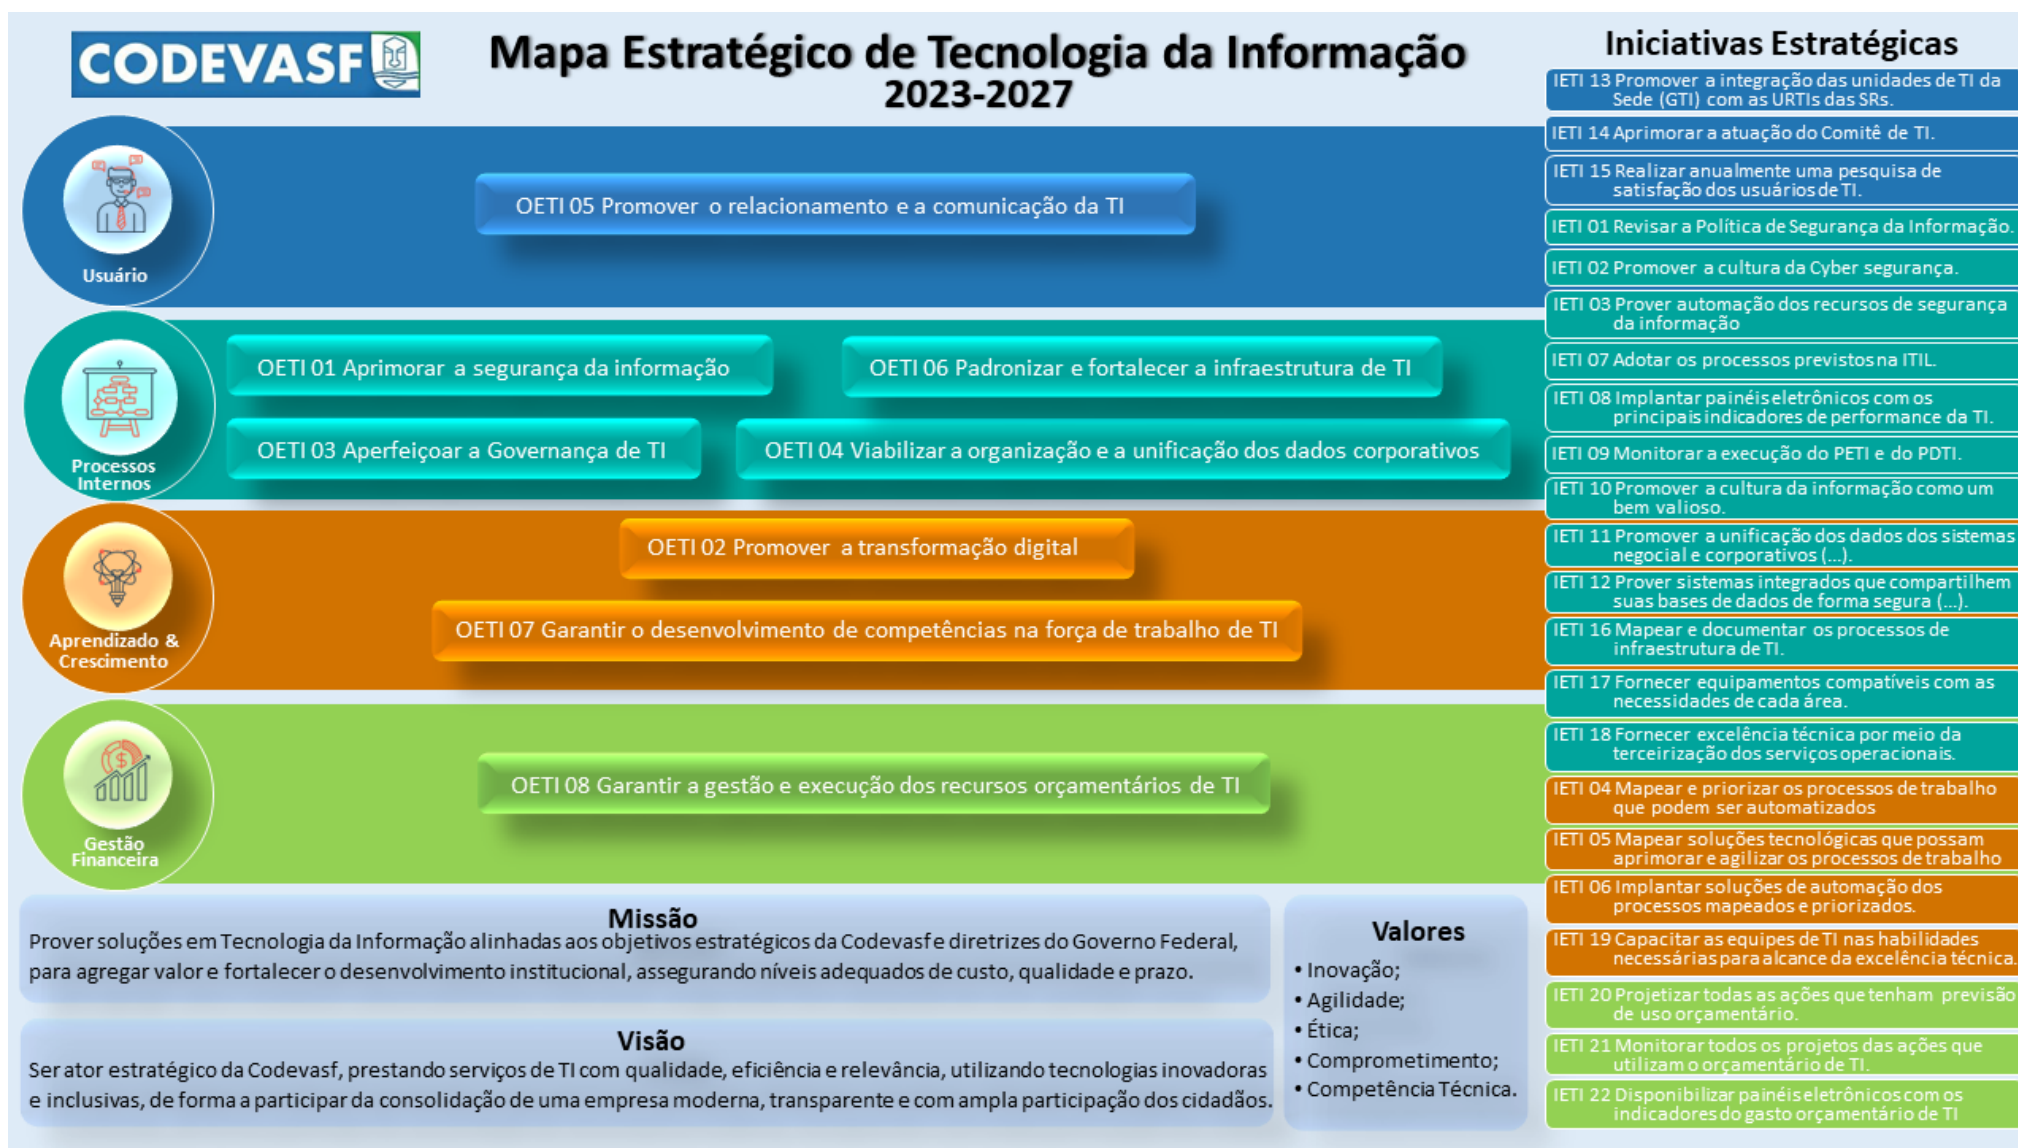 CODEVASF
Mapa Estratégico de Tecnologia da Informação
2023-2027
Usuário
OETI 05 Promover o relacionamento e a comunicação da TI
Processos
Internos
OETI 01 Aprimorar a segurança da informação
OETI 06 Padronizar e fortalecer a infraestrutura de TI
OETI 03 Aperfeiçoar a Governança de TI
OETI 04 Viabilizar a organização e a unificação dos dados corporativos
Aprendizado &
Crescimento
OETI 02 Promover a transformação digital
OETI 07 Garantir o desenvolvimento de competências na força de trabalho de TI
Gestão
Financeira
OETI 08 Garantir a gestão e execução dos recursos orçamentários de TI
Missão
Prover soluções em Tecnologia da Informação alinhadas aos objetivos estratégicos da Codevasf e diretrizes do Governo Federal,
para agregar valor e fortalecer o desenvolvimento institucional, assegurando níveis adequados de custo, qualidade e prazo.
Visão
Ser ator estratégico da Codevasf, prestando serviços de TI com qualidade, eficiência e relevância, utilizando tecnologias inovadoras
e inclusivas, de forma a participar da consolidação de uma empresa moderna, transparente e com ampla participação dos cidadãos.
Valores
• Inovação;
• Agilidade;
• Ética;
• Comprometimento;
• Competência Técnica.
Iniciativas Estratégicas
IETI 13 Promover a integração das unidades de TI da
Sede (GTI) com as URTIs das SRs.
IETI 14 Aprimorar a atuação do Comitê de TI.
IETI 15 Realizar anualmente uma pesquisa de
satisfação dos usuários de TI.
IETI 01 Revisar a Política de Segurança da Informação.
IETI 02 Promover a cultura da Cyber segurança.
IETI 03 Prover automação dos recursos de segurança
da informação
IETI 07 Adotar os processos previstos na ITIL.
IETI 08 Implantar painéis eletrônicos com os
principais indicadores de performance da TI.
IETI 09 Monitorar a execução do PETI e do PDTI.
IETI 10 Promover a cultura da informação como um
bem valioso.
IETI 11 Promover a unificação dos dados dos sistemas
negocial e corporativos (...).
IETI 12 Prover sistemas integrados que compartilhem
suas bases de dados de forma segura (...).
IETI 16 Mapear e documentar os processos de
infraestrutura de TI.
IETI 17 Fornecer equipamentos compatíveis com as
necessidades de cada área.
IETI 18 Fornecer excelência técnica por meio da
terceirização dos serviços operacionais.
IETI 04 Mapear e priorizar os processos de trabalho
que podem ser automatizados
IETI 05 Mapear soluções tecnológicas que possam
aprimorar e agilizar os processos de trabalho
IETI 06 Implantar soluções de automação dos
processos mapeados e priorizados.
IETI 19 Capacitar as equipes de TI nas habilidades
necessárias para alcance da excelência técnica.
IETI 20 Projetizar todas as ações que tenham previsão
de uso orçamentário.
IETI 21 Monitorar todos os projetos das ações que
utilizam o orçamentário de TI.
IETI 22 Disponibilizar painéis eletrônicos com os
indicadores do gasto orçamentário de TI